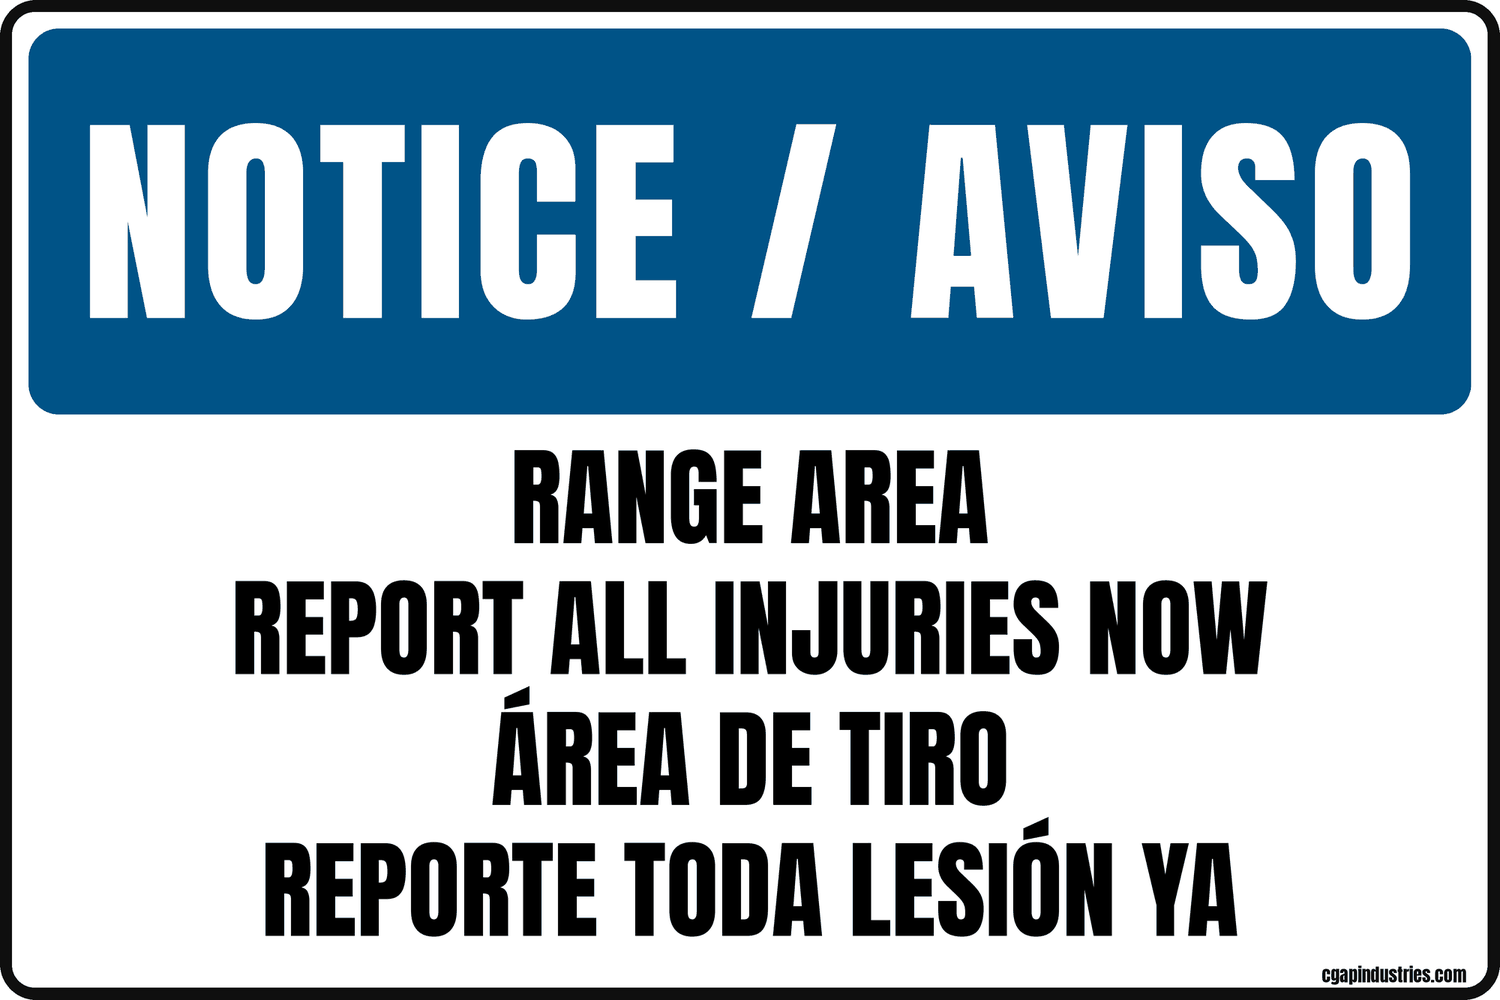 NOTICE / AVISO
RANGE AREA
REPORT ALL INJURIES NOW
ÁREA DE TIRO
REPORTE TODA LESIÓN YA
cgapindustries.com